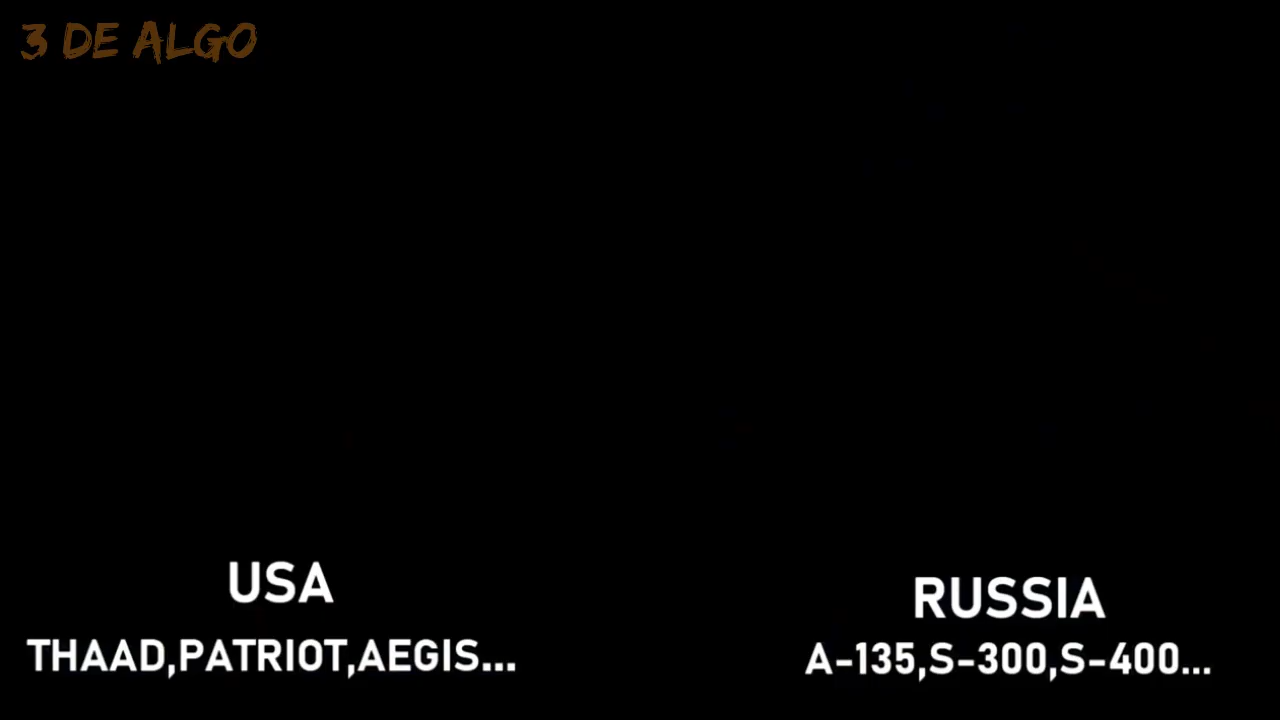 3 DE ALGO
USA
THAAD,PATRIOT,AEGIS...
RUSSIA
A-135,S-300,S-400...